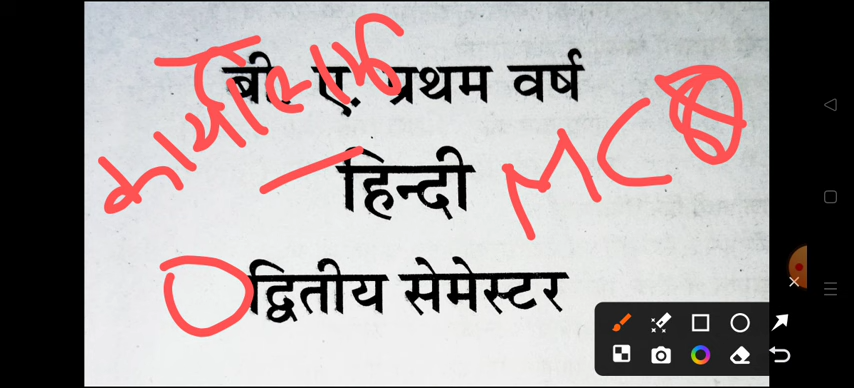 बी. ए. प्रथम वर्ष
हिन्दी
MCQ
द्वितीय सेमेस्टर